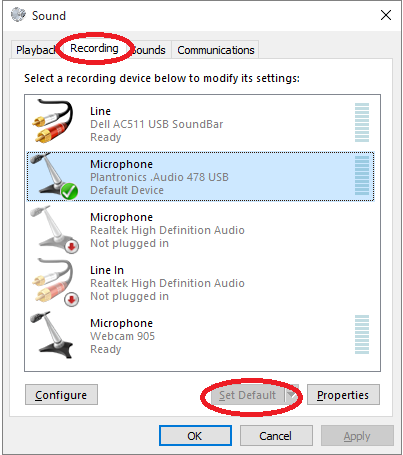 Sound
Playback Recording Sounds Communications
Select a recording device below to modify its settings:
Line
Dell AC511 USB SoundBar
Ready
Microphone
Plantronics .Audio 478 USB
Default Device
Microphone
Realtek High Definition Audio
Not plugged in
Line In
Realtek High Definition Audio
Not plugged in
Microphone
Webcam 905
Ready
Configure Set Default Properties
OK Cancel Apply